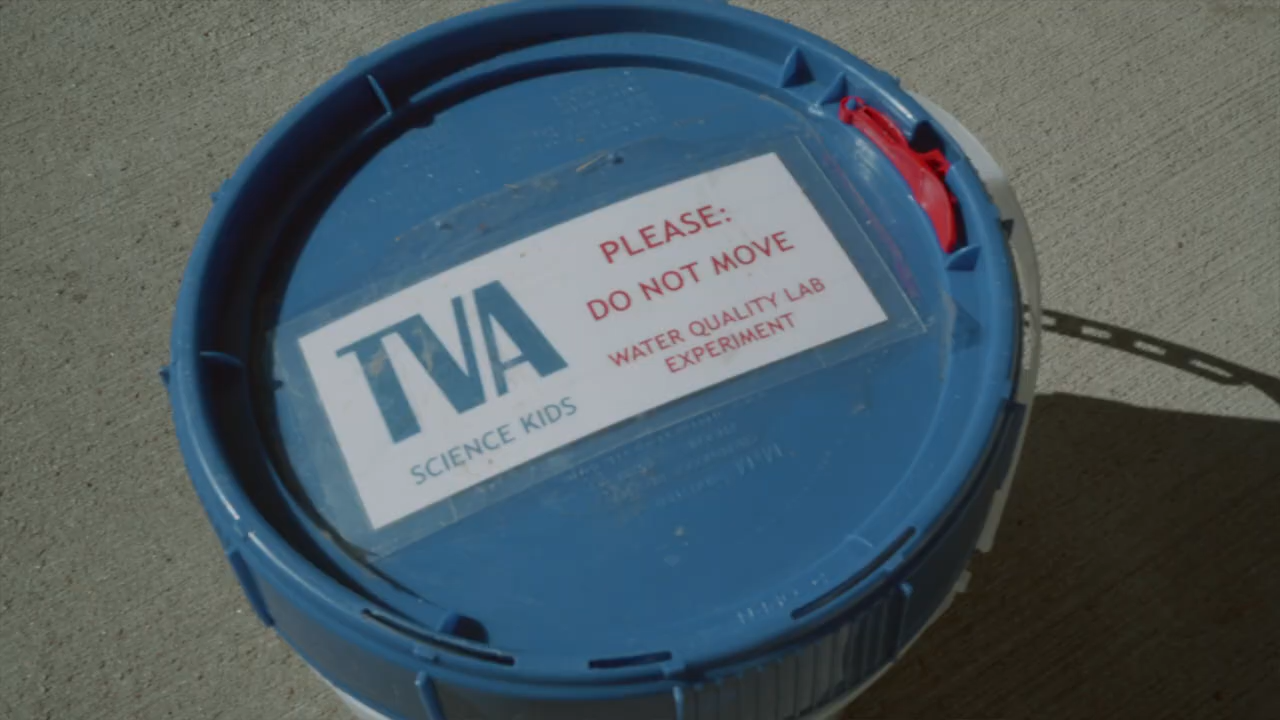 TVA
SCIENCE KIDS
PLEASE:
DO NOT MOVE
WATER QUALITY LAB
EXPERIMENT